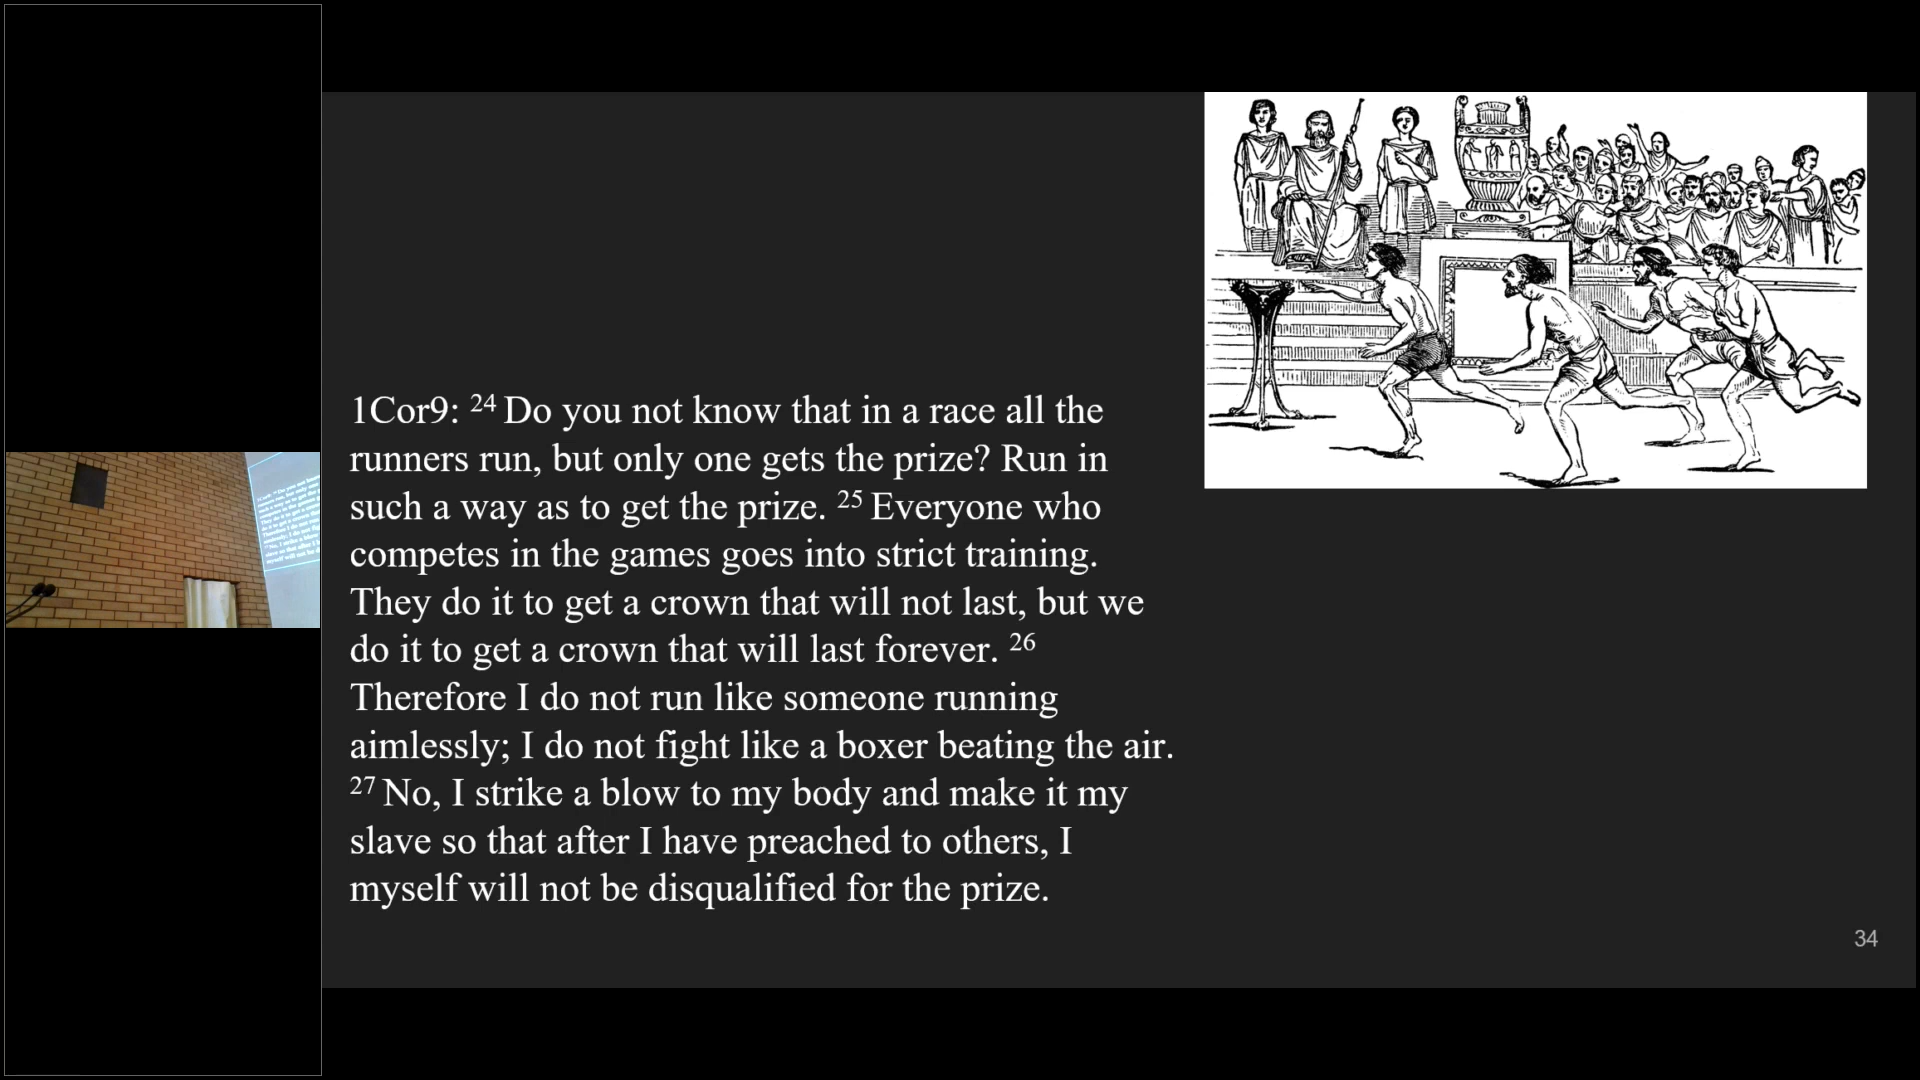 1Cor9: 24 Do you not know that in a race all the
runners run, but only one gets the prize? Run in
such a way as to get the prize. 25 Everyone who
competes in the games goes into strict training.
They do it to get a crown that will not last, but we
do it to get a crown that will last forever. 26
Therefore I do not run like someone running
aimlessly; I do not fight like a boxer beating the air.
27 No, I strike a blow to my body and make it my
slave so that after I have preached to others, I
myself will not be disqualified for the prize.
34